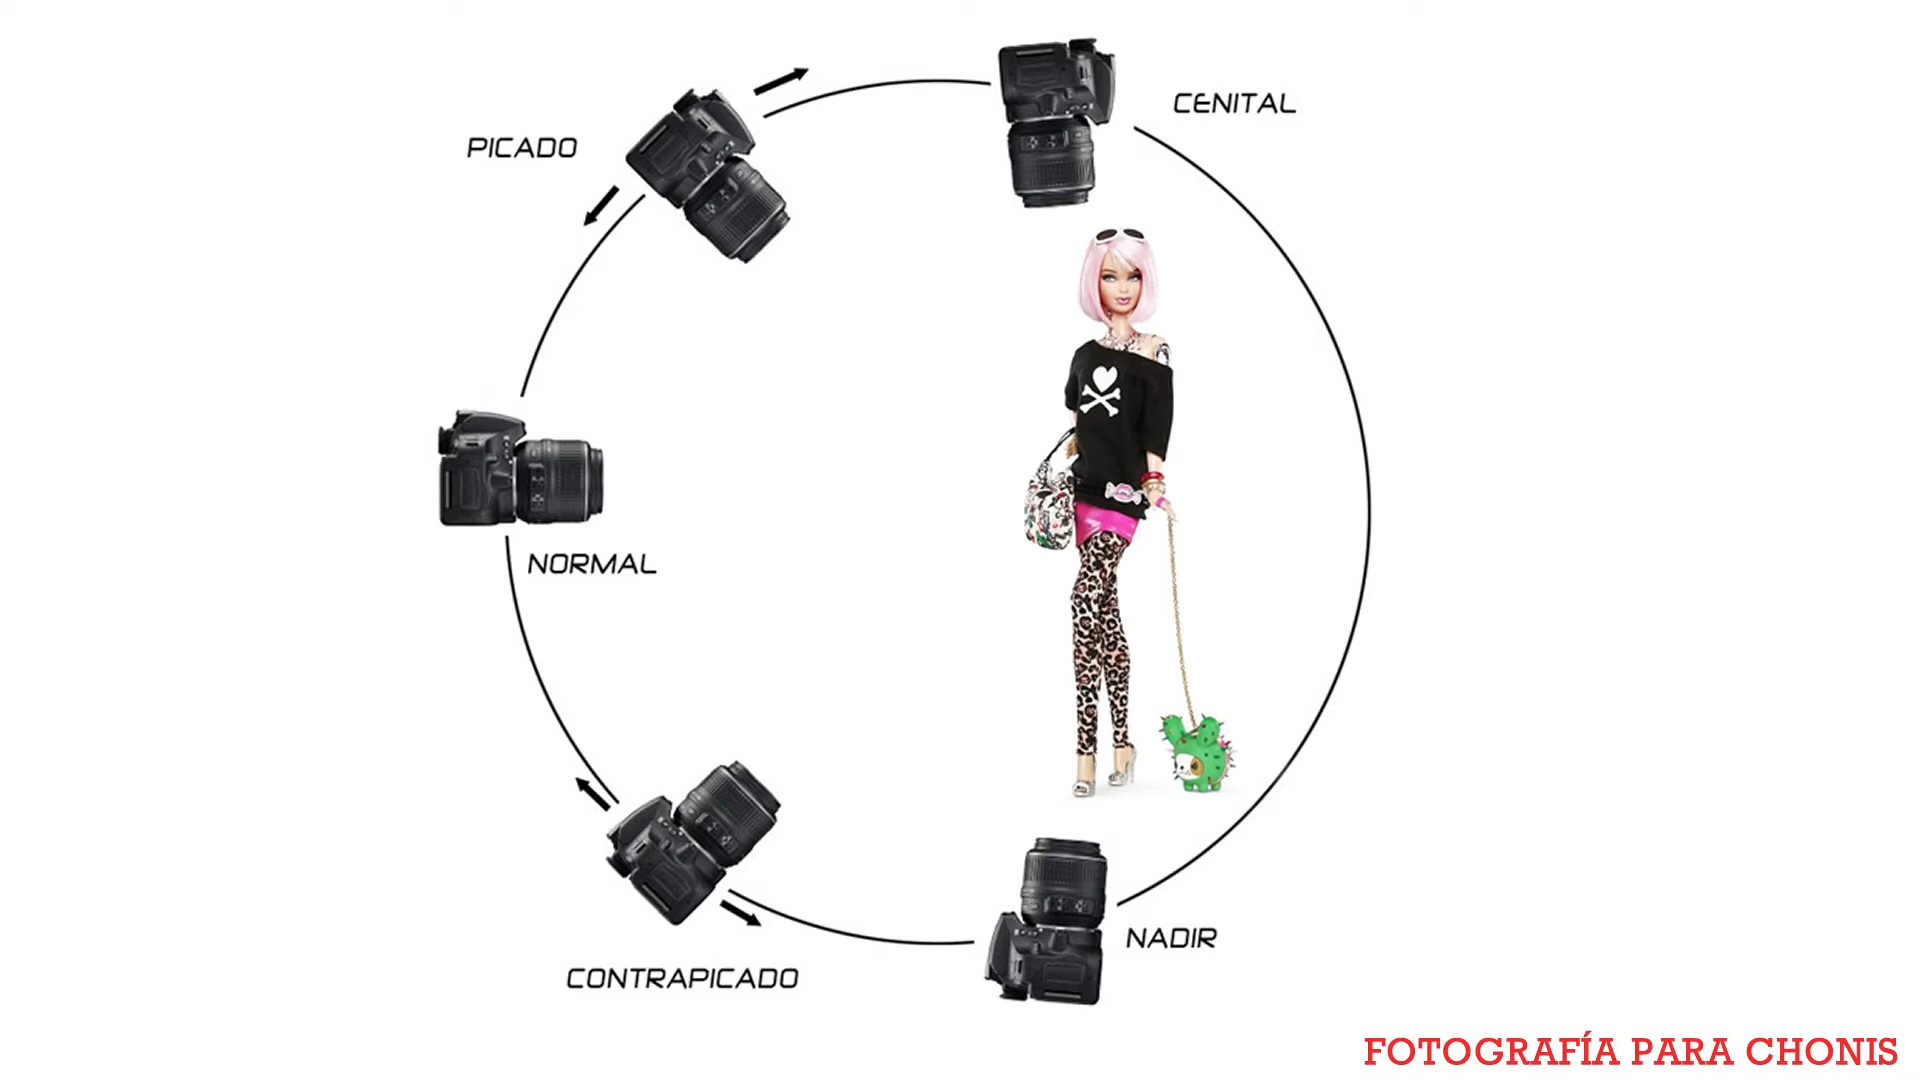 CENITAL
PICADO
NORMAL
NADIR
CONTRAPICADO
FOTOGRAFÍA PARA CHONIS